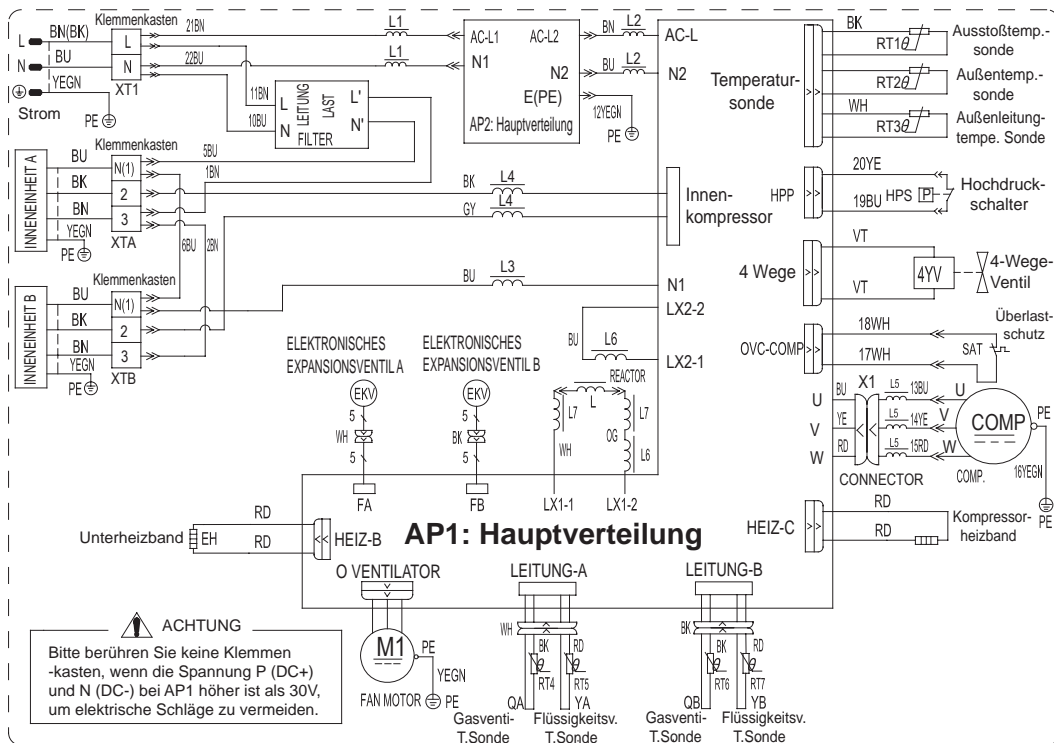 Klemmenkasten
L
BN(BK)
L
21BN
L1
AC-L1
AC-L2
BN
L2
AC-L
N
BU
N
22BU
L1
N1
N2
BU
L2
N2
YEGN
XT1
Strom
PE
11BN
10BU
L
N
LEITUNG
LAST
FILTER
L'
N'
E(PE)
12YEGN
PE
AP2: Hauptverteilung
Temperatur-
sonde
BK
RT1θ
Ausstoßtemp.-
sonde
RT2θ
Außentemp.-
sonde
WH
RT3θ
Außenleitung-
tempe. Sonde
Klemmenkasten
INNENEINHEIT A
BU
N(1)
5BU
BK
2
1BN
BN
3
YEGN
PE
XTA
6BU
2BN
BK
L4
GY
L4
Innen-
kompressor
HPP
20YE
19BU
HPS
P
Hochdruck-
schalter
Klemmenkasten
INNENEINHEIT B
BU
N(1)
BK
2
BN
3
YEGN
PE
XTB
BU
L3
N1
LX2-2
BU
L6
LX2-1
4 Wege
VT
VT
4YV
4-Wege-
Ventil
OVC-COMP
18WH
17WH
SAT
Überlast-
schutz
ELEKTRONISCHES
EXPANSIONSVENTIL A
EKV
5
WH
5
FA
ELEKTRONISCHES
EXPANSIONSVENTIL B
EKV
5
BK
5
FB
REACTOR
L
L7
L7
WH
OG
L6
LX1-1
LX1-2
U
BU
X1
L5
13BU
U
V
YE
L5
14YE
V
W
RD
L5
15RD
W
CONNECTOR
COMP
COMP.
PE
16YEGN
PE
Unterheizband
EH
RD
RD
HEIZ-B
AP1: Hauptverteilung
HEIZ-C
RD
RD
Kompressor-
heizband
O VENTILATOR
M1
PE
YEGN
FAN MOTOR
PE
LEITUNG-A
WH
BK
RD
θ
RT4
θ
RT5
QA
YA
Gasventi-
T.Sonde
Flüssigkeitsv.
T.Sonde
LEITUNG-B
BK
BK
RD
θ
RT6
θ
RT7
QB
YB
Gasventi-
T.Sonde
Flüssigkeitsv.
T.Sonde
ACHTUNG
Bitte berühren Sie keine Klemmen
-kasten, wenn die Spannung P (DC+)
und N (DC-) bei AP1 höher ist als 30V,
um elektrische Schläge zu vermeiden.